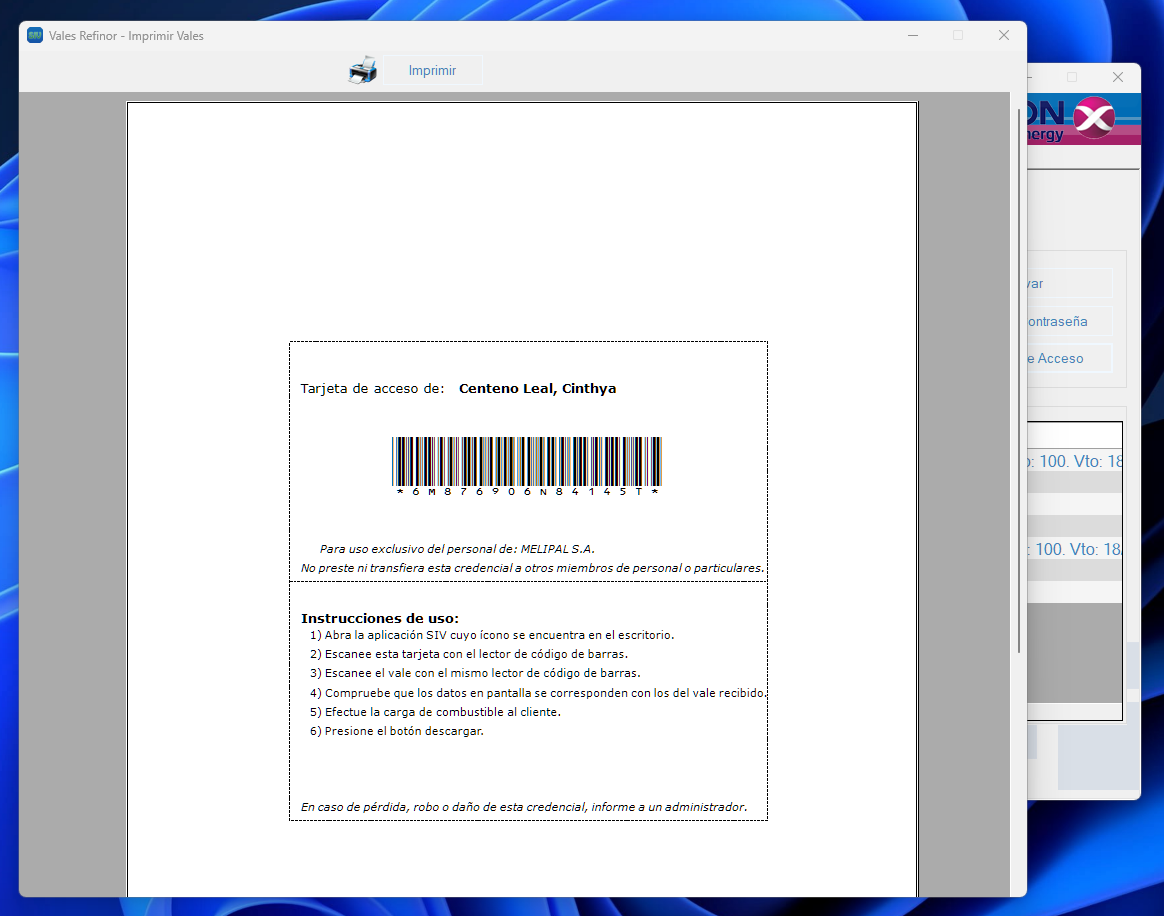 SIV Vales Refinor - Imprimir Vales
Imprimir
Tarjeta de acceso de: Centeno Leal, Cinthya
*6M876906N84145T*
Para uso exclusivo del personal de: MELIPAL S.A.
No preste ni transfiera esta credencial a otros miembros de personal o particulares.
Instrucciones de uso:
1) Abra la aplicación SIV cuyo ícono se encuentra en el escritorio.
2) Escanee esta tarjeta con el lector de código de barras.
3) Escanee el vale con el mismo lector de código de barras.
4) Compruebe que los datos en pantalla se corresponden con los del vale recibido.
5) Efectue la carga de combustible al cliente.
6) Presione el botón descargar.
En caso de pérdida, robo o daño de esta credencial, informe a un administrador.
ON X
nergy
var
ontraseña
e Acceso
o: 100. Vto: 18
: 100. Vto: 18/